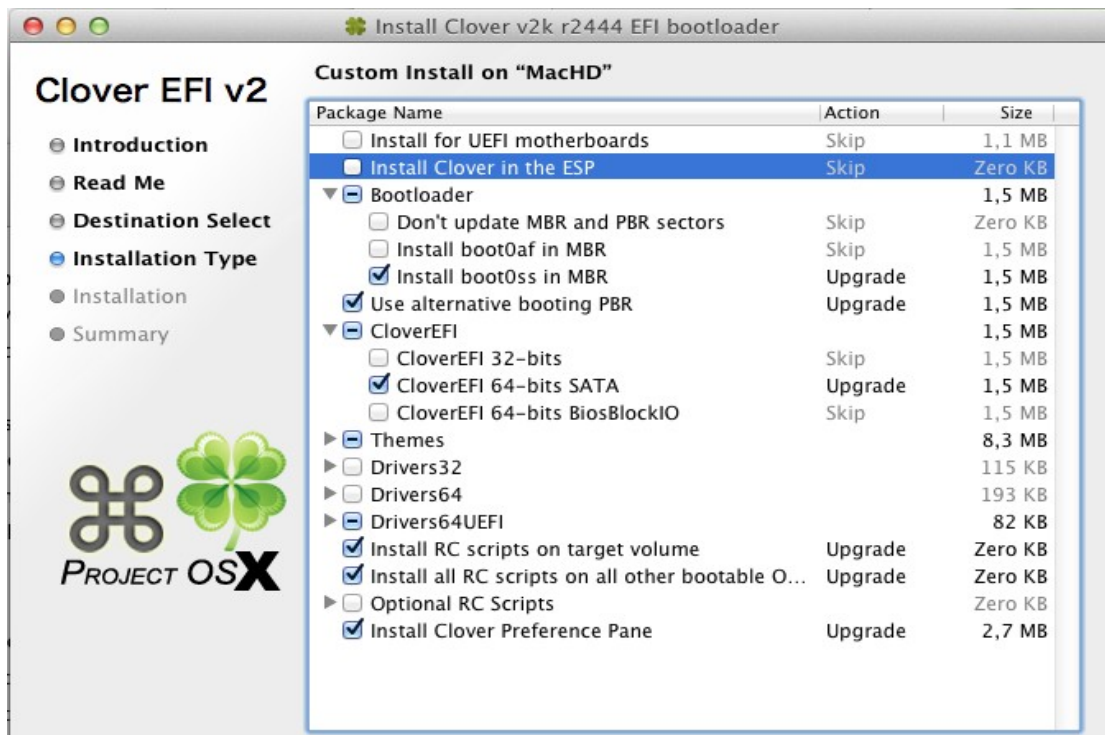 Install Clover v2k r2444 EFI bootloader
Clover EFI v2
Introduction
Read Me
Destination Select
Installation Type
Installation
Summary
PROJECT OSX
Custom Install on “MacHD”
Package Name Action Size
Install for UEFI motherboards Skip 1,1 MB
Install Clover in the ESP Skip Zero KB
Bootloader 1,5 MB
Don't update MBR and PBR sectors Skip Zero KB
Install boot0af in MBR Skip 1,5 MB
Install boot0ss in MBR Upgrade 1,5 MB
Use alternative booting PBR Upgrade 1,5 MB
CloverEFI 1,5 MB
CloverEFI 32-bits Skip 1,5 MB
CloverEFI 64-bits SATA Upgrade 1,5 MB
CloverEFI 64-bits BiosBlockIO Skip 1,5 MB
Themes 8,3 MB
Drivers32 115 KB
Drivers64 193 KB
Drivers64UEFI 82 KB
Install RC scripts on target volume Upgrade Zero KB
Install all RC scripts on all other bootable O... Upgrade Zero KB
Optional RC Scripts Zero KB
Install Clover Preference Pane Upgrade 2,7 MB